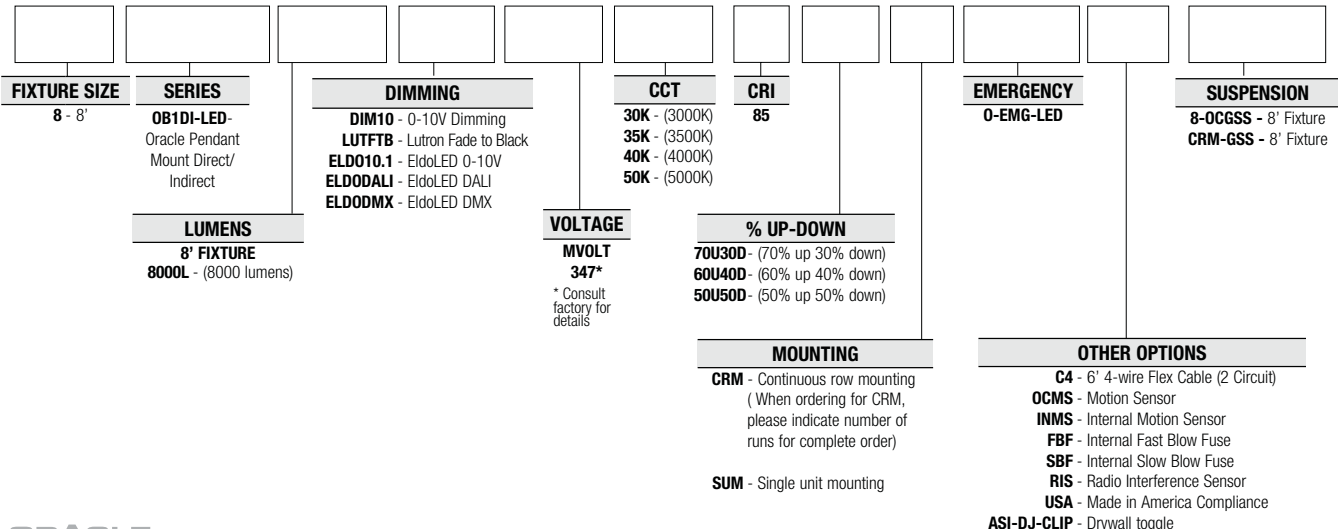 FIXTURE SIZE
8 - 8'
SERIES
OB1DI-LED-
Oracle Pendant
Mount Direct/
Indirect
LUMENS
8' FIXTURE
8000L - (8000 lumens)
DIMMING
DIM10 - 0-10V Dimming
LUTFTB - Lutron Fade to Black
ELDO10.1 - EldoLED 0-10V
ELDODALI - EldoLED DALI
ELDODMX - EldoLED DMX
VOLTAGE
MVOLT
347*
* Consult
factory for
details
CCT
30K - (3000K)
35K - (3500K)
40K - (4000K)
50K - (5000K)
CRI
85
% UP-DOWN
70U30D- (70% up 30% down)
60U40D- (60% up 40% down)
50U50D- (50% up 50% down)
MOUNTING
CRM - Continuous row mounting
( When ordering for CRM,
please indicate number of
runs for complete order)
SUM - Single unit mounting
EMERGENCY
O-EMG-LED
OTHER OPTIONS
C4 - 6' 4-wire Flex Cable (2 Circuit)
OCMS - Motion Sensor
INMS - Internal Motion Sensor
FBF - Internal Fast Blow Fuse
SBF - Internal Slow Blow Fuse
RIS - Radio Interference Sensor
USA - Made in America Compliance
ASI-DJ-CLIP - Drywall toggle
SUSPENSION
8-OCGSS - 8' Fixture
CRM-GSS - 8' Fixture
ORACLE